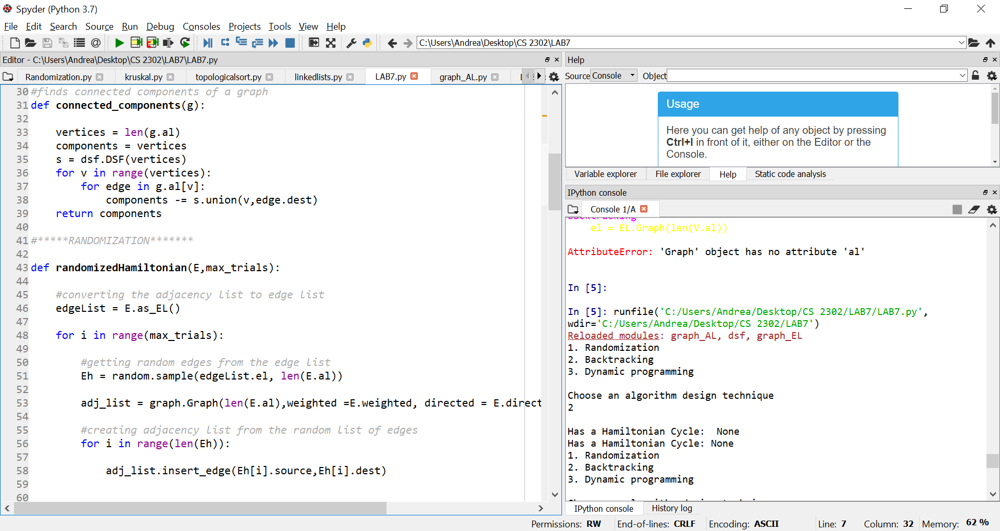 Spyder (Python 3.7)
File Edit Search Source Run Debug Consoles Projects Tools View Help
C:\Users\Andrea\Desktop\CS 2302\LAB7
Editor - C:\Users\Andrea\Desktop\CS 2302\LAB7\LAB7.py
Randomization.py kruskal.py topologicalsort.py linkedlists.py LAB7.py graph_AL.py
30 #finds connected components of a graph
31 def connected_components(g):
32
33     vertices = len(g.al)
34     components = vertices
35     s = dsf.DSF(vertices)
36     for v in range(vertices):
37         for edge in g.al[v]:
38             components -= s.union(v,edge.dest)
39     return components
40
41 #*****RANDOMIZATION*******
42
43 def randomizedHamiltonian(E,max_trials):
44
45     #converting the adjacency list to edge list
46     edgeList = E.as_EL()
47
48     for i in range(max_trials):
49
50         #getting random edges from the edge list
51         Eh = random.sample(edgeList.el, len(E.al))
52
53         adj_list = graph.Graph(len(E.al),weighted =E.weighted, directed = E.direct
54
55         #creating adjacency list from the random list of edges
56         for i in range(len(Eh)):
57
58             adj_list.insert_edge(Eh[i].source,Eh[i].dest)
59
60
Help
Source Console Object
Usage
Here you can get help of any object by pressing
Ctrl+I in front of it, either on the Editor or the
Console.
Variable explorer File explorer Help Static code analysis
IPython console
Console 1/A
Backtracking
    el = EL.Graph(len(V.al))
AttributeError: 'Graph' object has no attribute 'al'
In [5]:
In [5]: runfile('C:/Users/Andrea/Desktop/CS 2302/LAB7/LAB7.py',
wdir='C:/Users/Andrea/Desktop/CS 2302/LAB7')
Reloaded modules: graph_AL, dsf, graph_EL
1. Randomization
2. Backtracking
3. Dynamic programming
Choose an algorithm design technique
2
Has a Hamiltonian Cycle:  None
Has a Hamiltonian Cycle: None
1. Randomization
2. Backtracking
3. Dynamic programming
IPython console History log
Permissions: RW End-of-lines: CRLF Encoding: ASCII Line: 7 Column: 32 Memory: 62 %